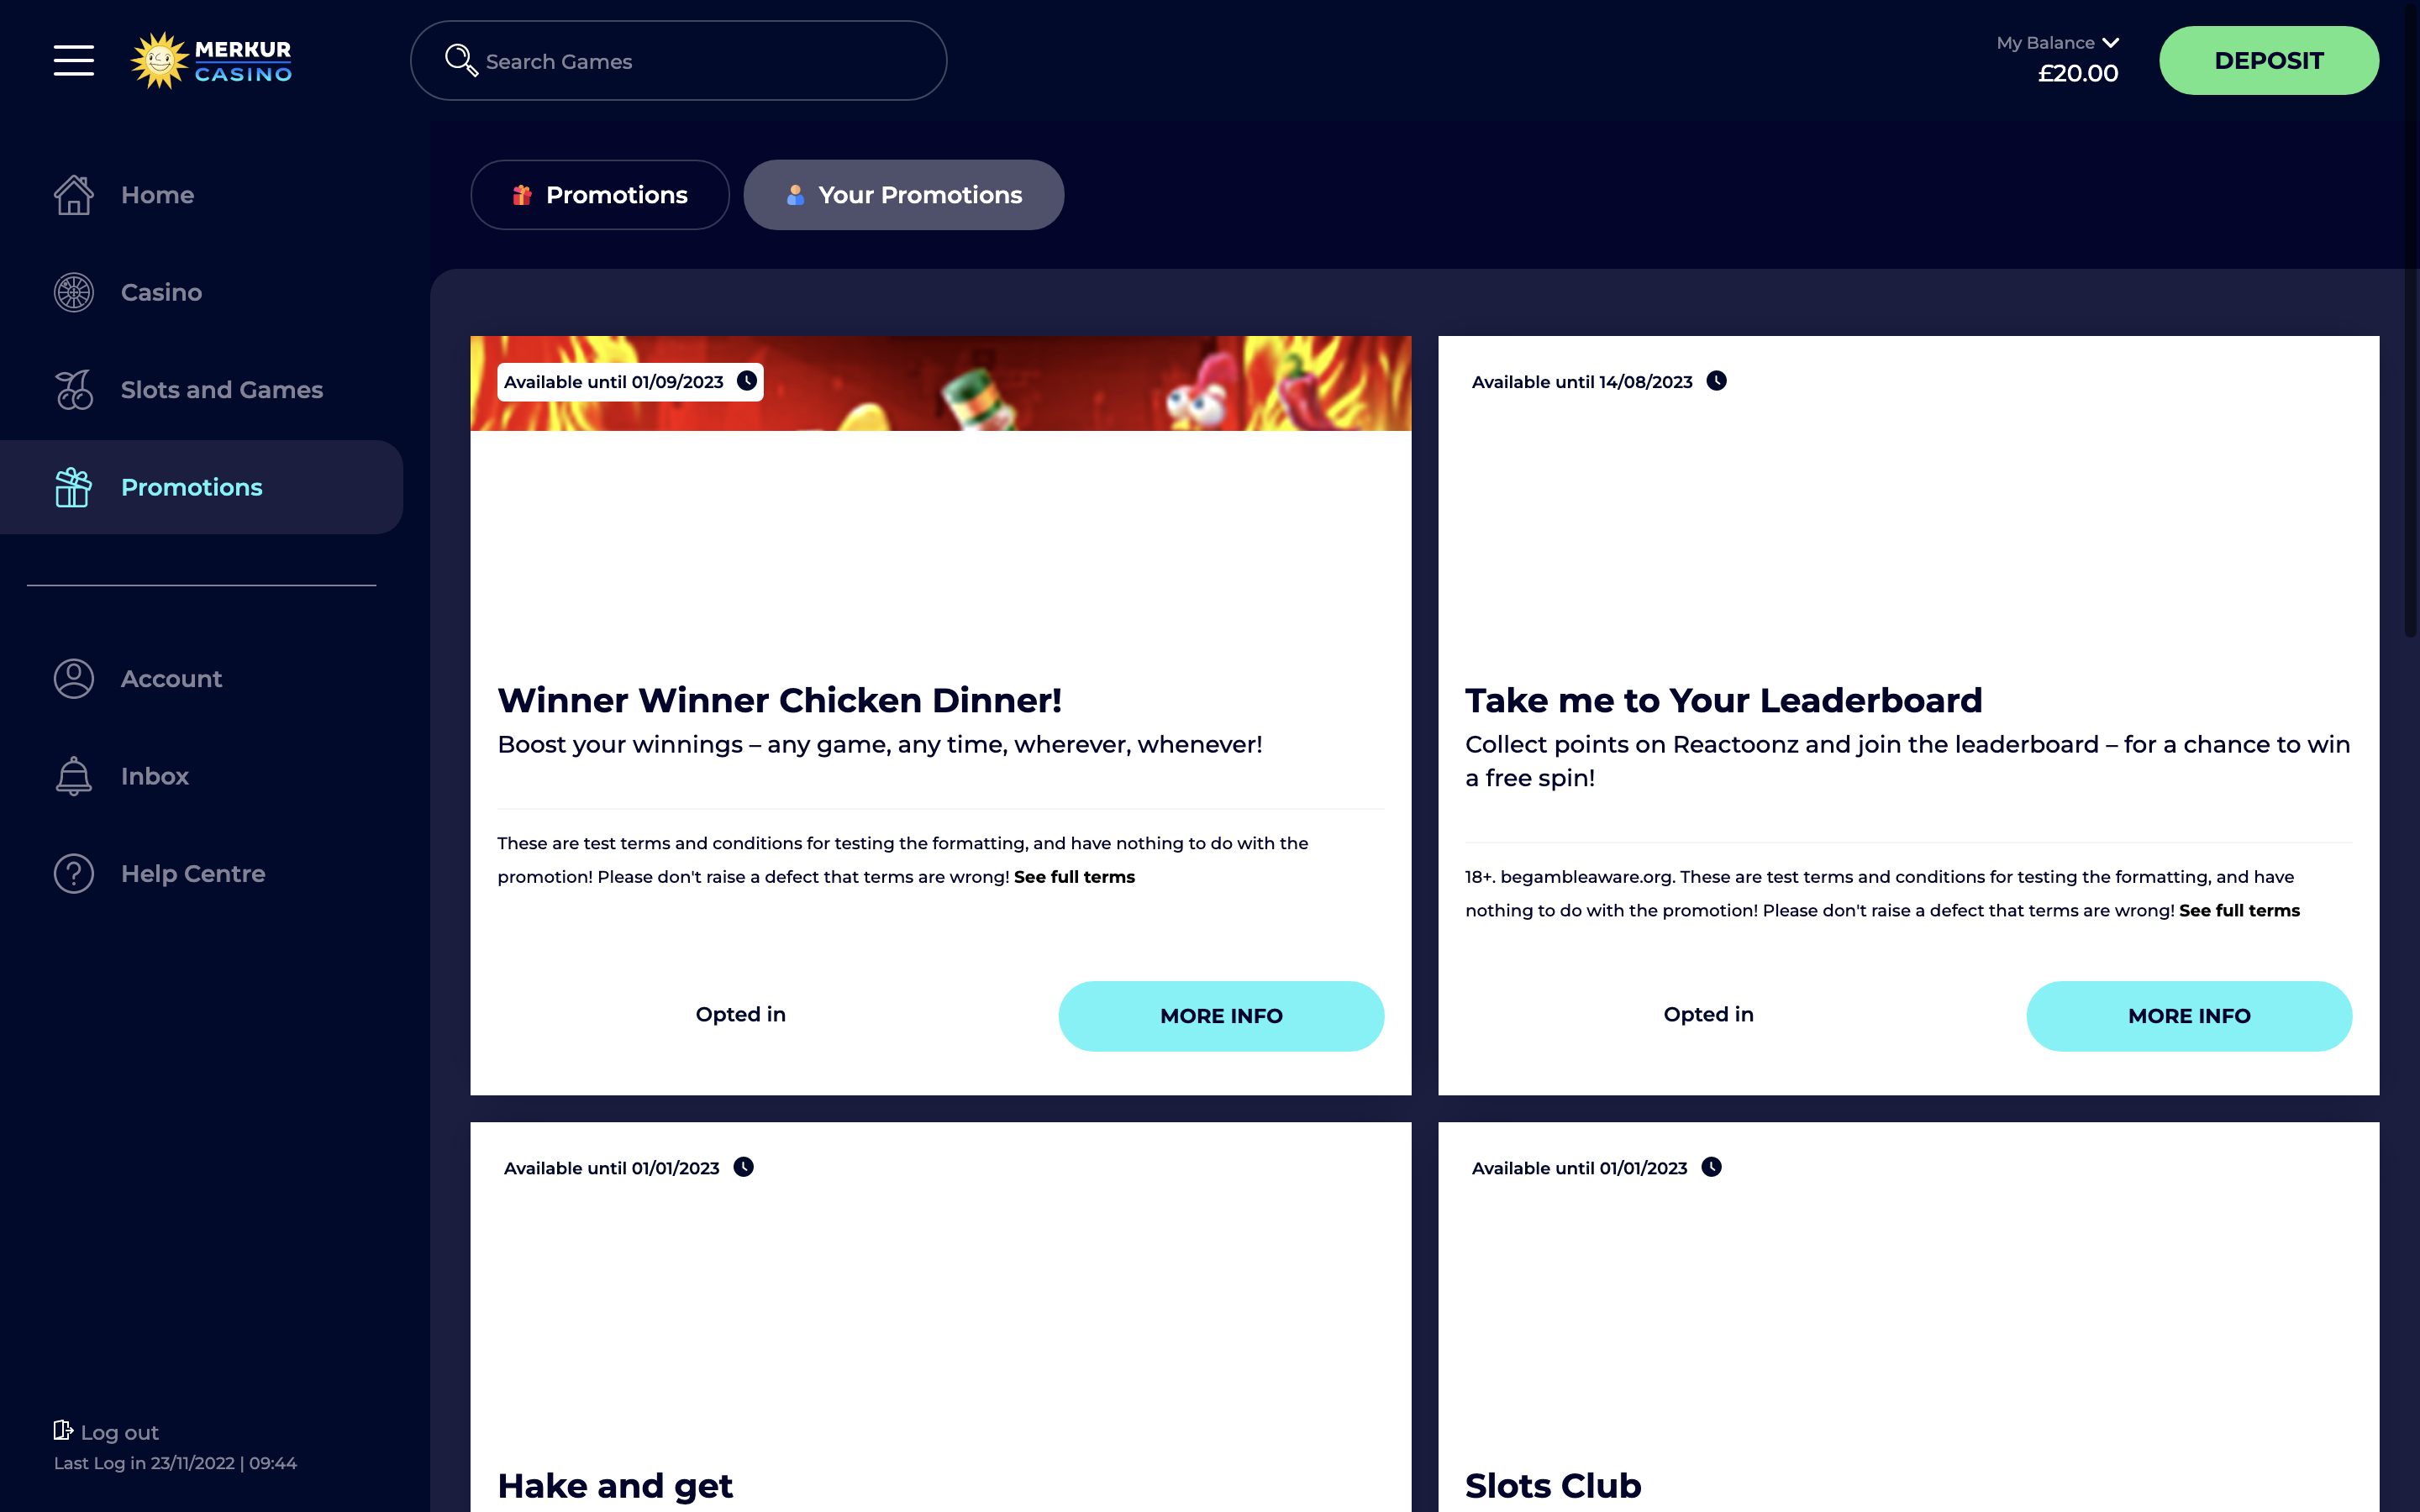 MERKUR
CASINO
Search Games
My Balance
£20.00
DEPOSIT
Home
Casino
Slots and Games
Promotions
Account
Inbox
Help Centre
Log out
Last Log in 23/11/2022 | 09:44
Promotions
Your Promotions
Available until 01/09/2023
Winner Winner Chicken Dinner!
Boost your winnings – any game, any time, wherever, whenever!
These are test terms and conditions for testing the formatting, and have nothing to do with the
promotion! Please don't raise a defect that terms are wrong! See full terms
Opted in
MORE INFO
Available until 14/08/2023
Take me to Your Leaderboard
Collect points on Reactoonz and join the leaderboard – for a chance to win
a free spin!
18+. begambleaware.org. These are test terms and conditions for testing the formatting, and have
nothing to do with the promotion! Please don't raise a defect that terms are wrong! See full terms
Opted in
MORE INFO
Available until 01/01/2023
Hake and get
Available until 01/01/2023
Slots Club